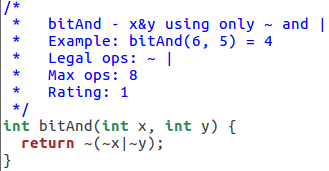 /*
 *   bitAnd - x&y using only ~ and |
 *   Example: bitAnd(6, 5) = 4
 *   Legal ops: ~ |
 *   Max ops: 8
 *   Rating: 1
 */
int bitAnd(int x, int y) {
  return ~(~x|~y);
}